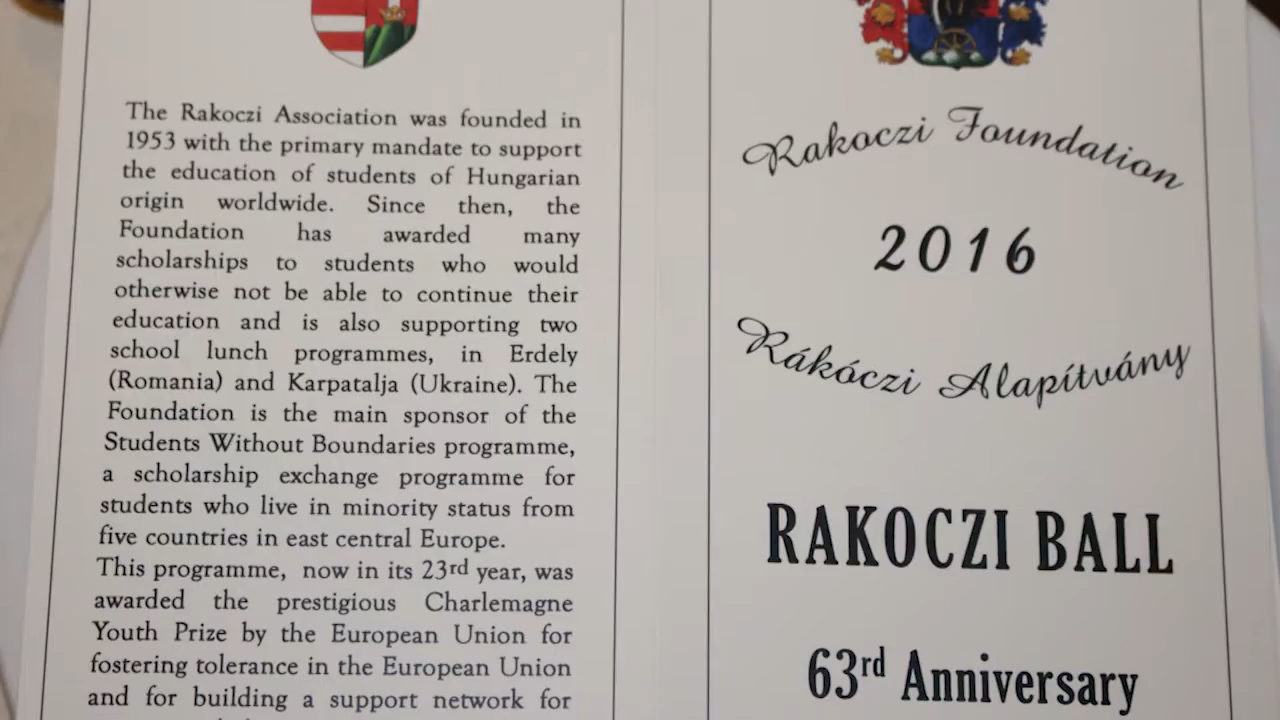 The Rakoczi Association was founded in
1953 with the primary mandate to support
the education of students of Hungarian
origin worldwide. Since then, the
Foundation has awarded many
scholarships to students who would
otherwise not be able to continue their
education and is also supporting two
school lunch programmes, in Erdely
(Romania) and Karpatalja (Ukraine). The
Foundation is the main sponsor of the
Students Without Boundaries programme,
a scholarship exchange programme for
students who live in minority status from
five countries in east central Europe.
This programme, now in its 23rd year, was
awarded the prestigious Charlemagne
Youth Prize by the European Union for
fostering tolerance in the European Union
and for building a support network for
Rakoczi Foundation
2016
Rákóczi Alapítvány
RAKOCZI BALL
63rd Anniversary